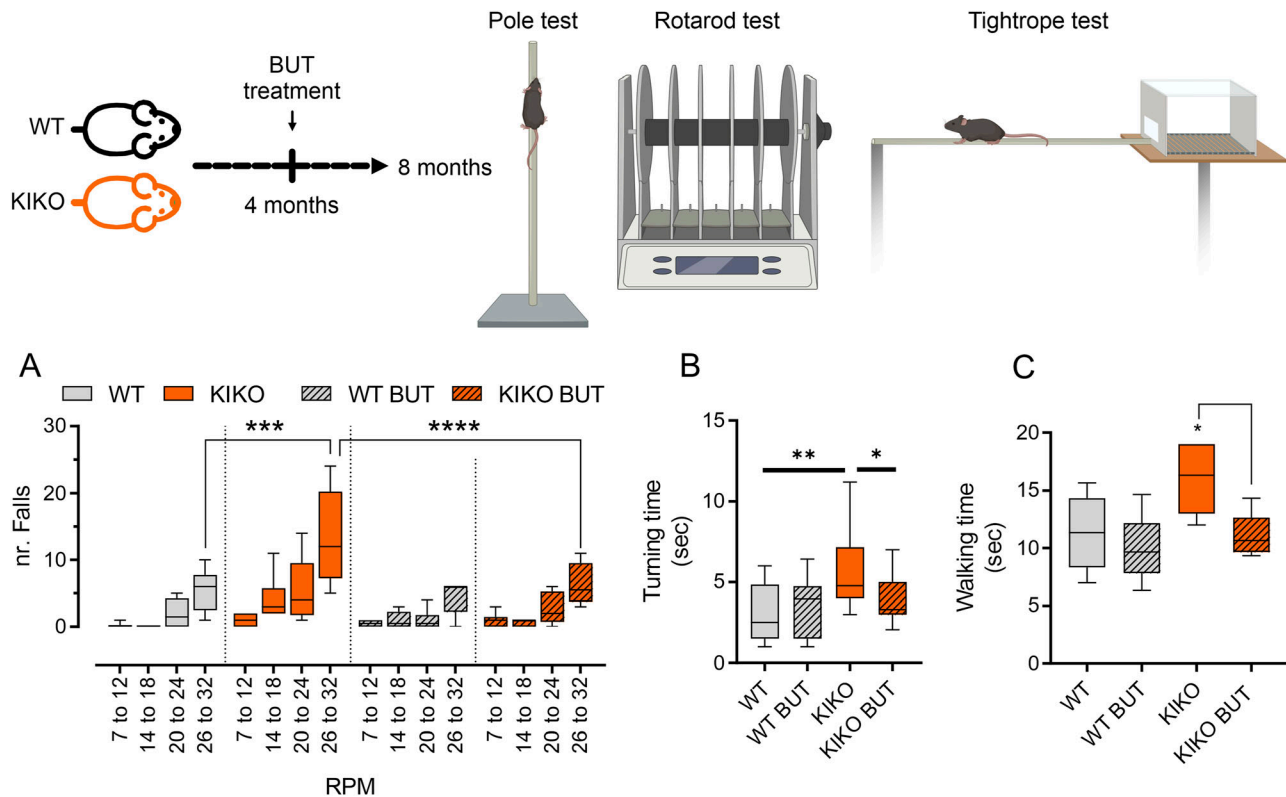 Pole test
Rotarod test
Tightrope test
BUT
treatment
WT
KIKO
8 months
4 months
A
WT
KIKO
WT BUT
KIKO BUT
nr. Falls
30
20
10
0
***
****
7 to 12
14 to 18
20 to 24
26 to 32
7 to 12
14 to 18
20 to 24
26 to 32
7 to 12
14 to 18
20 to 24
26 to 32
7 to 12
14 to 18
20 to 24
26 to 32
RPM
B
Turning time
(sec)
15
10
5
0
**
*
WT
WT BUT
KIKO
KIKO BUT
C
Walking time
(sec)
20
15
10
5
0
*
WT
WT BUT
KIKO
KIKO BUT